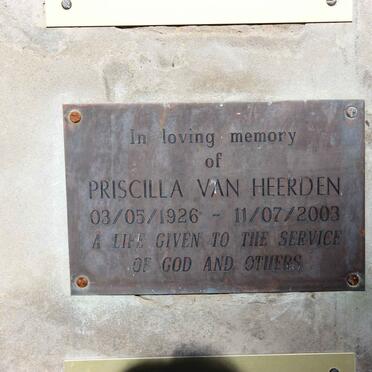 In loving memory
of
PRISCILLA VAN HEERDEN
03/05/1926 - 11/07/2003
A LIFE GIVEN TO THE SERVICE
OF GOD AND OTHERS